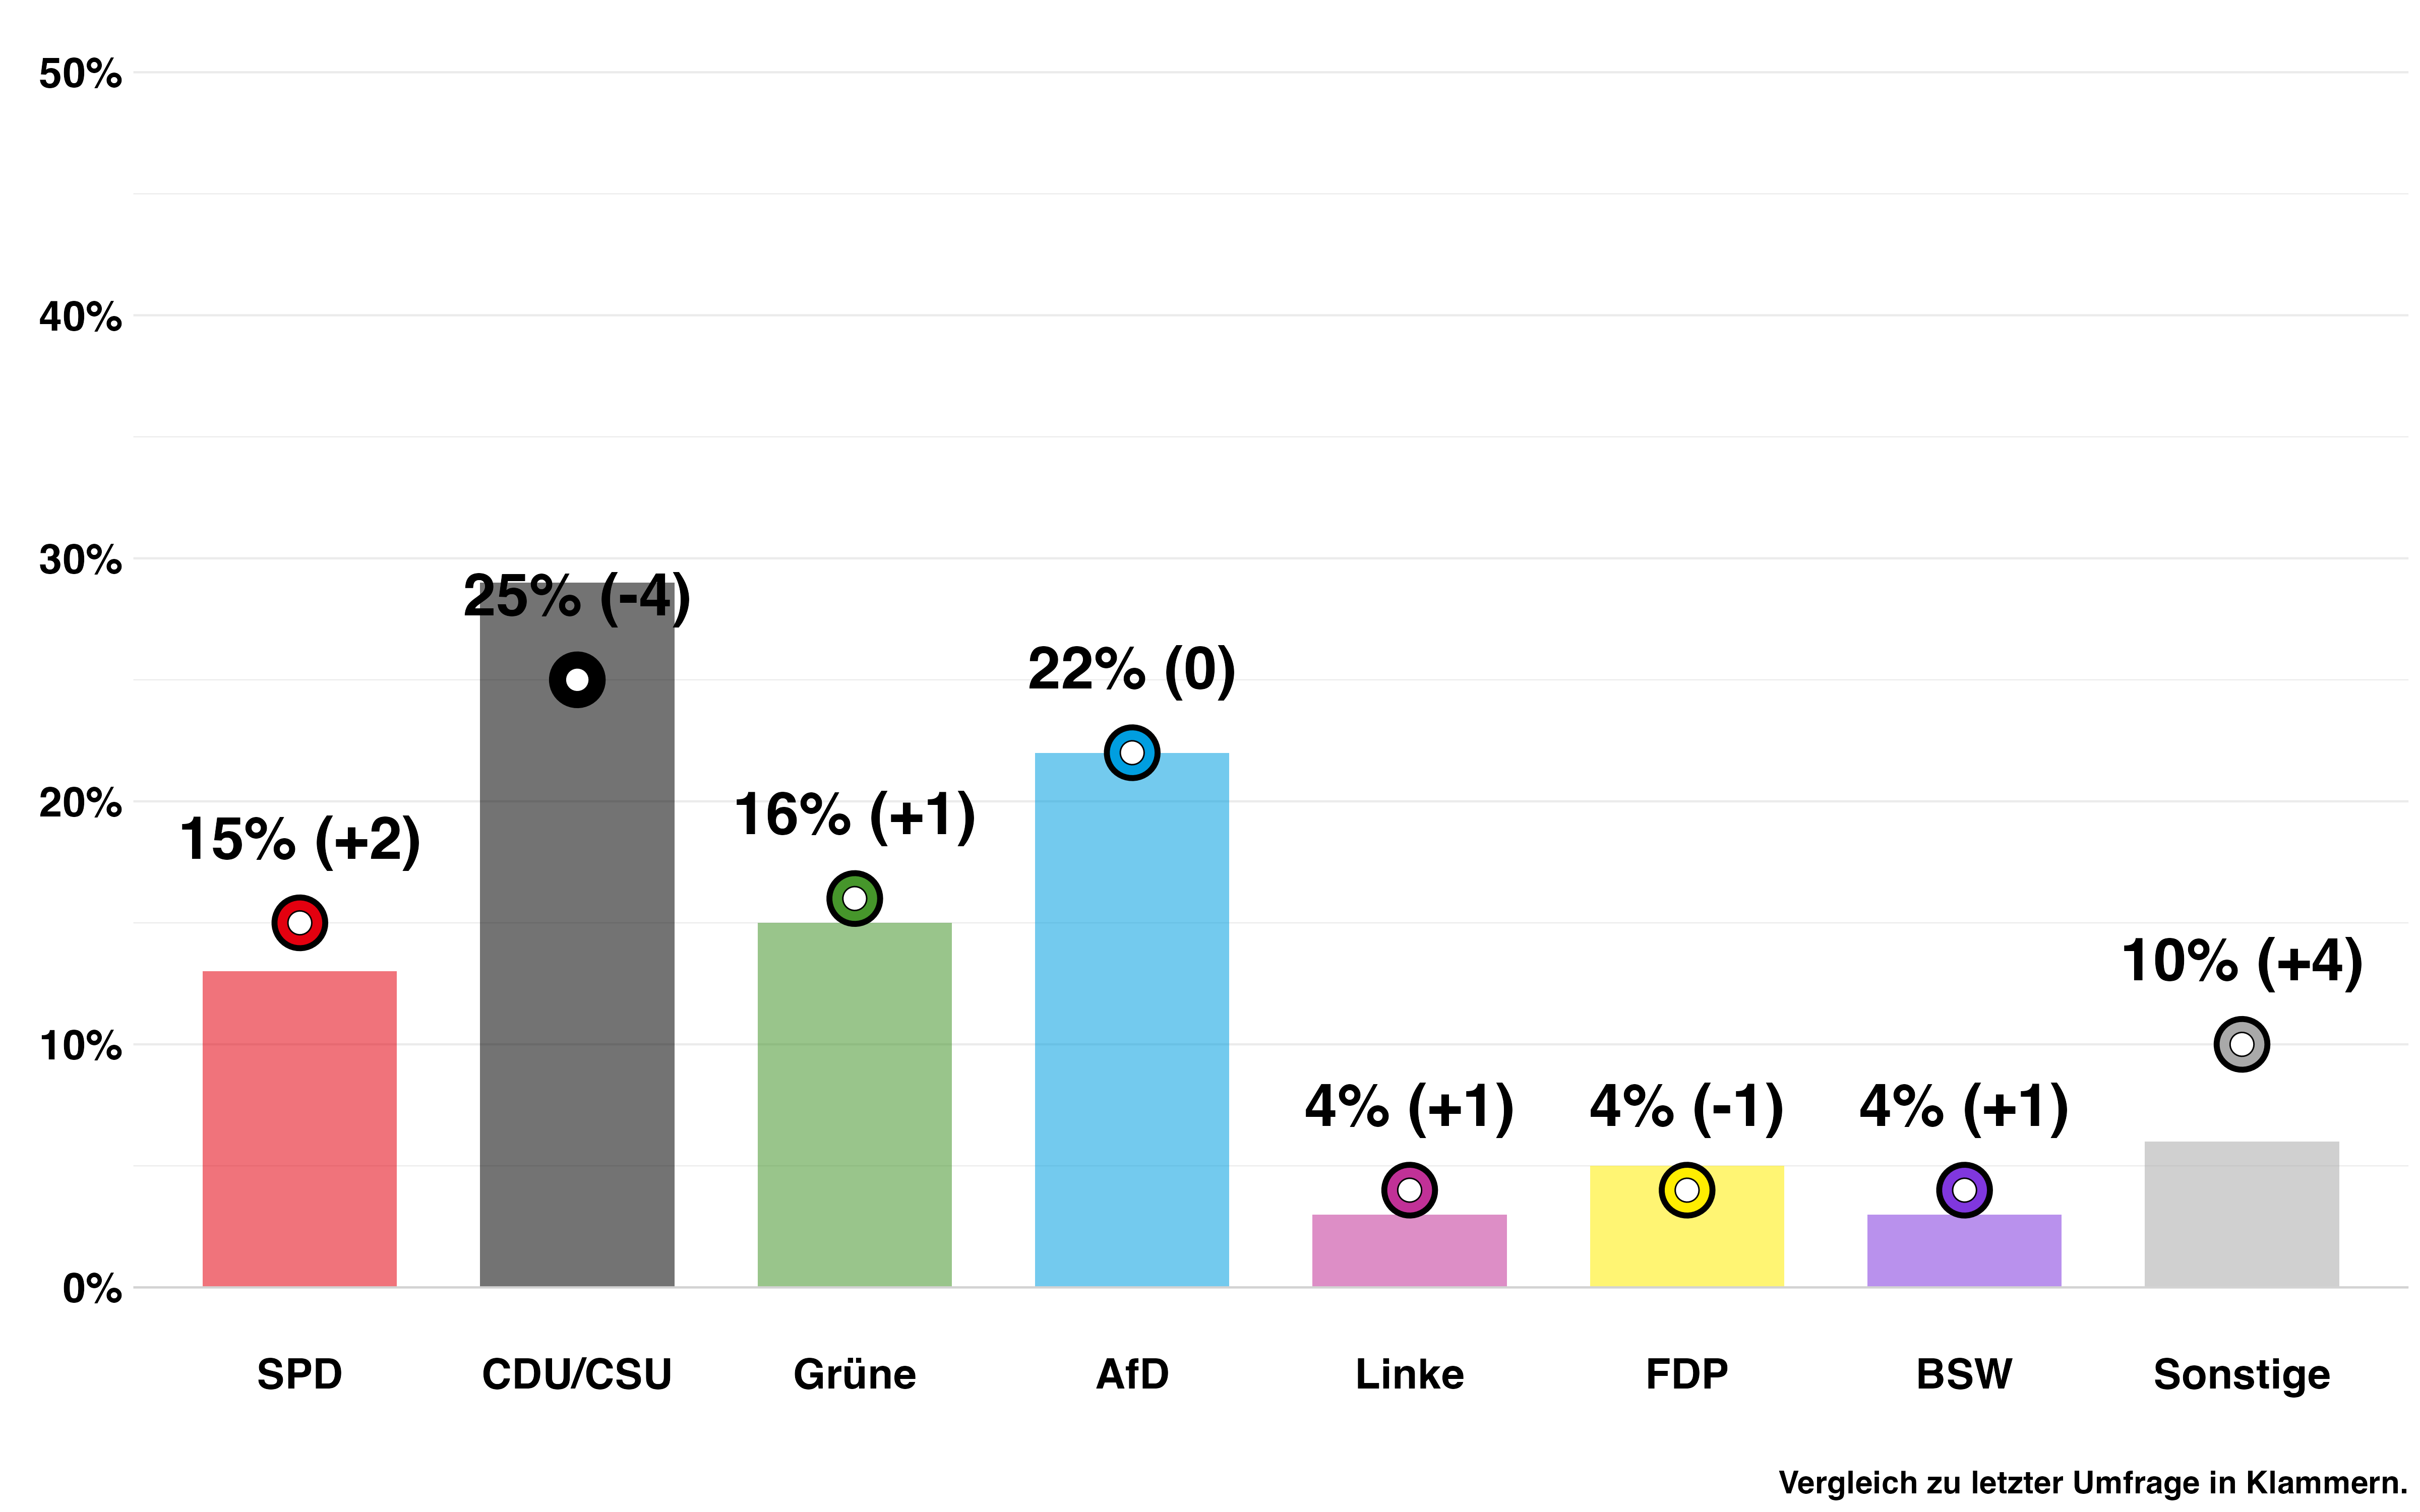 50%
40%
30%
20%
10%
0%
15% (+2)
25% (-4)
16% (+1)
22% (0)
4% (+1)
4% (-1)
4% (+1)
10% (+4)
SPD
CDU/CSU
Grüne
AfD
Linke
FDP
BSW
Sonstige
Vergleich zu letzter Umfrage in Klammern.